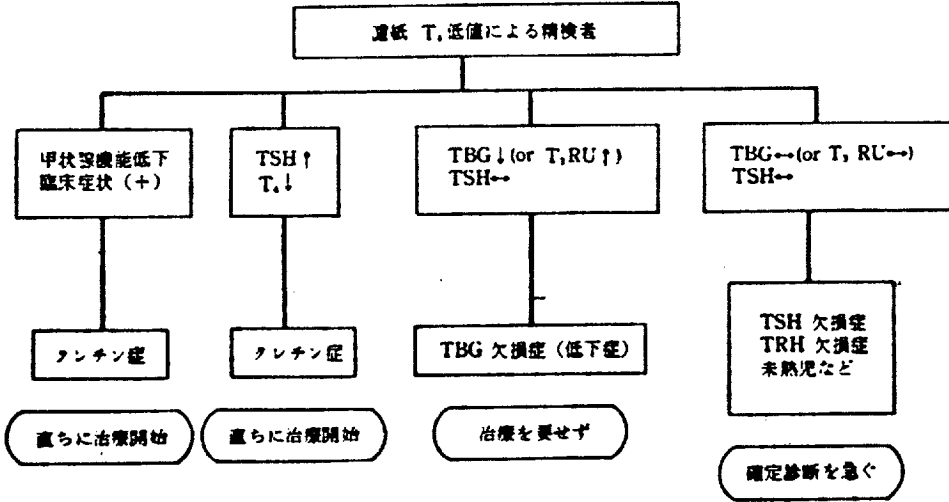 濾紙 T₄低値による精検者
甲状腺機能低下
臨床症状 (+)
TSH↑
T₄↓
TBG↓(or T₃RU↑)
TSH↔
TBG↔(or T₃ RU↔)
TSH↔
クレチン症
クレチン症
TBG 欠損症 (低下症)
TSH 欠損症
TRH 欠損症
未熟児など
直ちに治療開始
直ちに治療開始
治療を要せず
確定診断を急ぐ